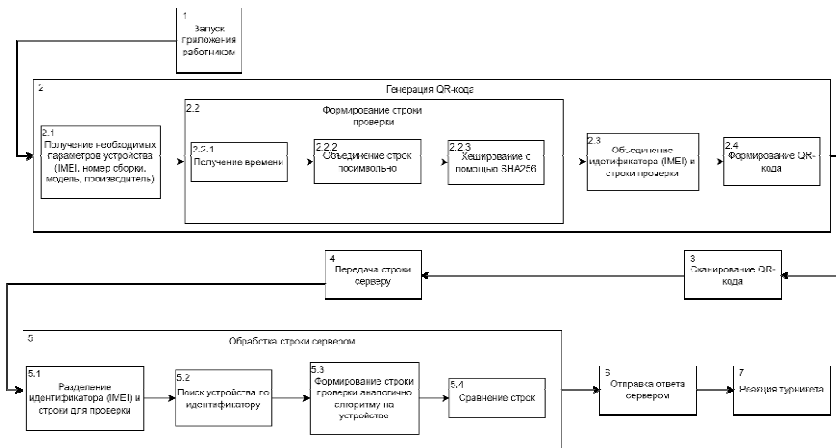 1
Запуск
приложения
работником
2
Генерация QR-кода
2.1
Получение необходимых
параметров устройства
(IMEI, номер сборки,
модель, производитель)
2.2
Формирование строки
проверки
2.2.1
Получение времени
2.2.2
Объединение строк
посимвольно
2.2.3
Хеширование с
помощью SHA256
2.3
Объединение
идетификатора (IMEI) и
строки проверки
2.4
Формирование QR-
кода
3
Сканирование QR-
кода
4
Передача строки
серверу
5
Обработка строки сервером
5.1
Разделение
идентификатора (IMEI) и
строки для проверки
5.2
Поиск устройства по
идентификатору
5.3
Формирование строки
проверки аналогично
алгоритму на
устройстве
5.4
Сравнение строк
6
Отправка ответа
сервером
7
Реакция турникета